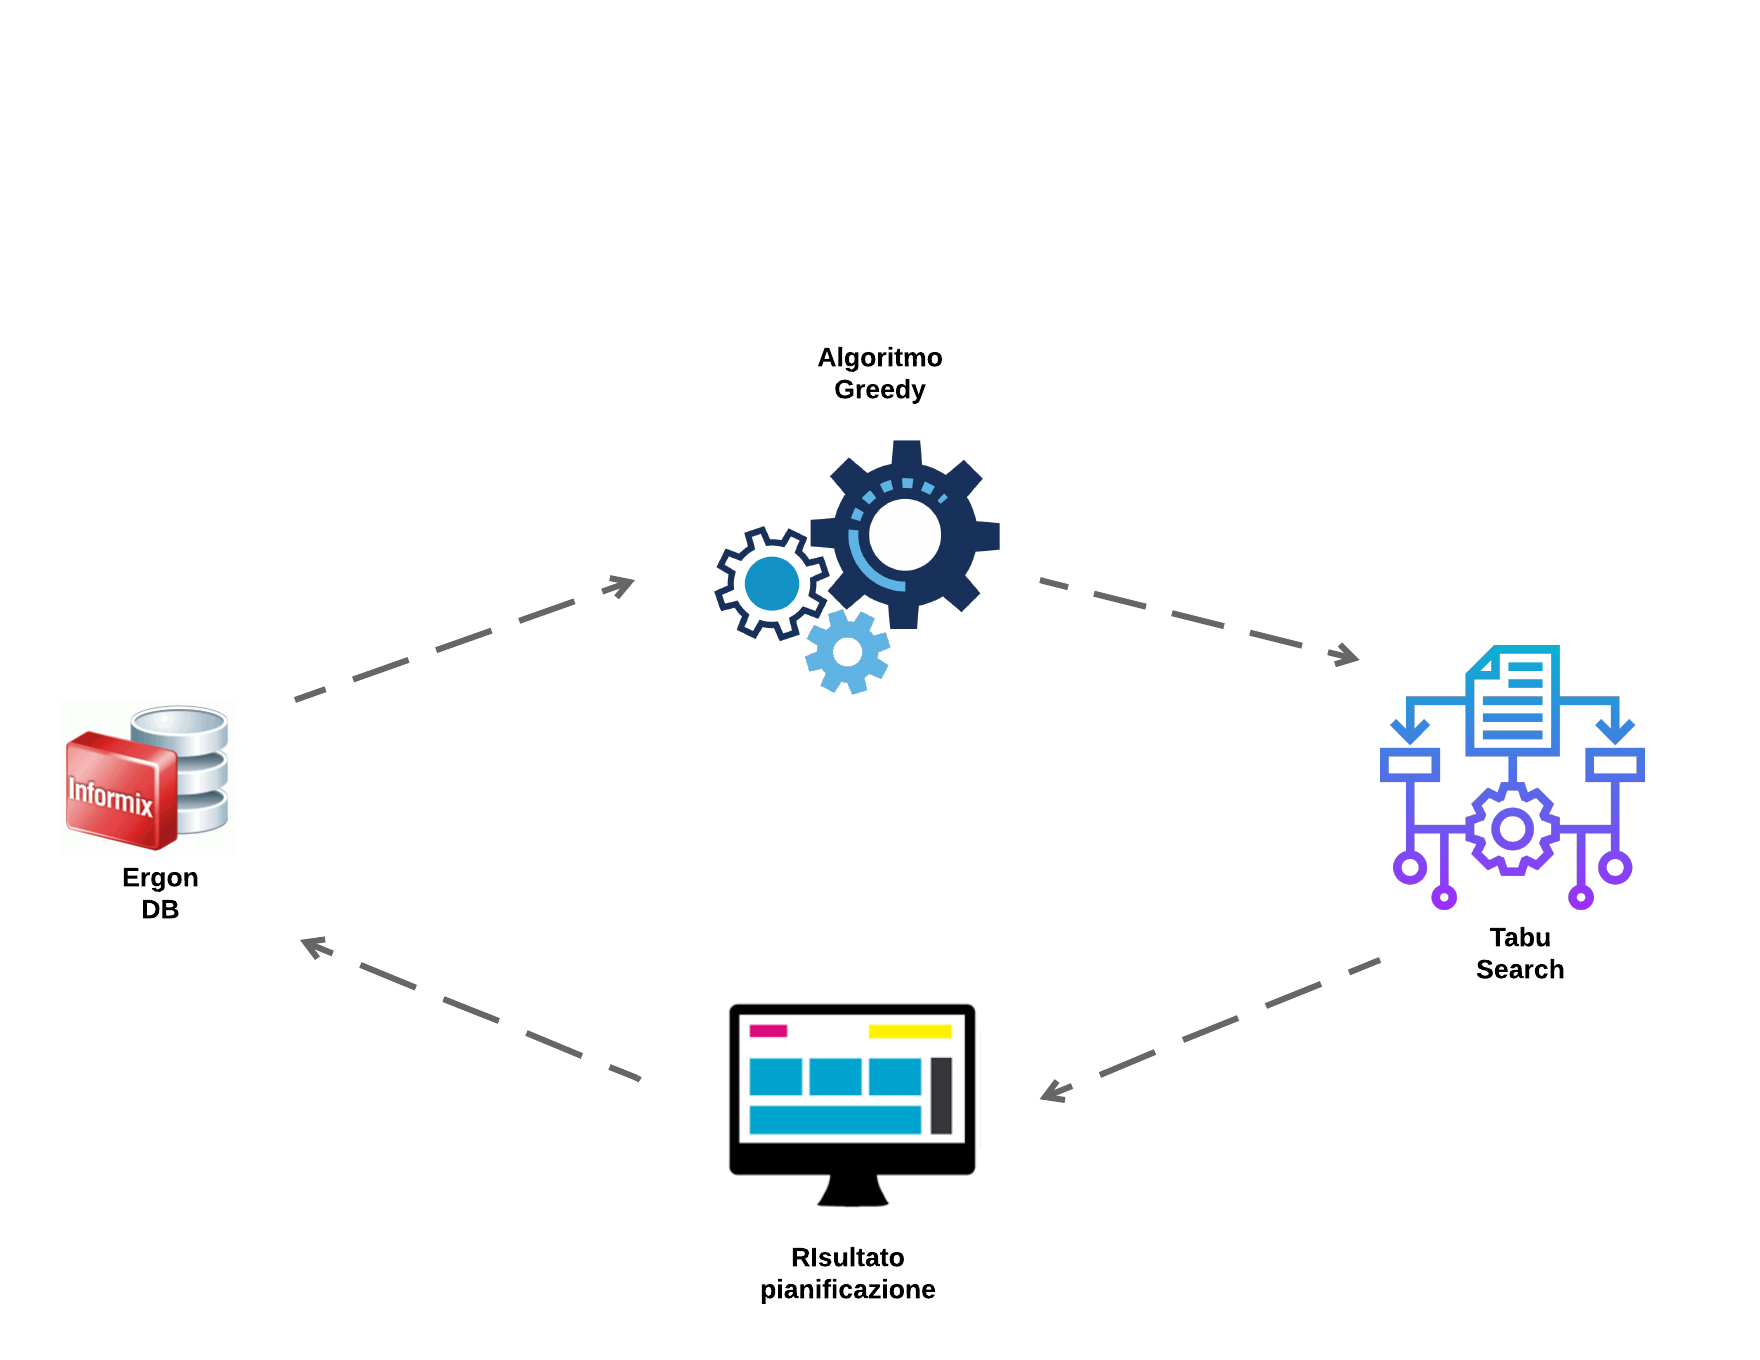 Algoritmo
Greedy
Informix
Ergon
DB
Tabu
Search
RIsultato
pianificazione